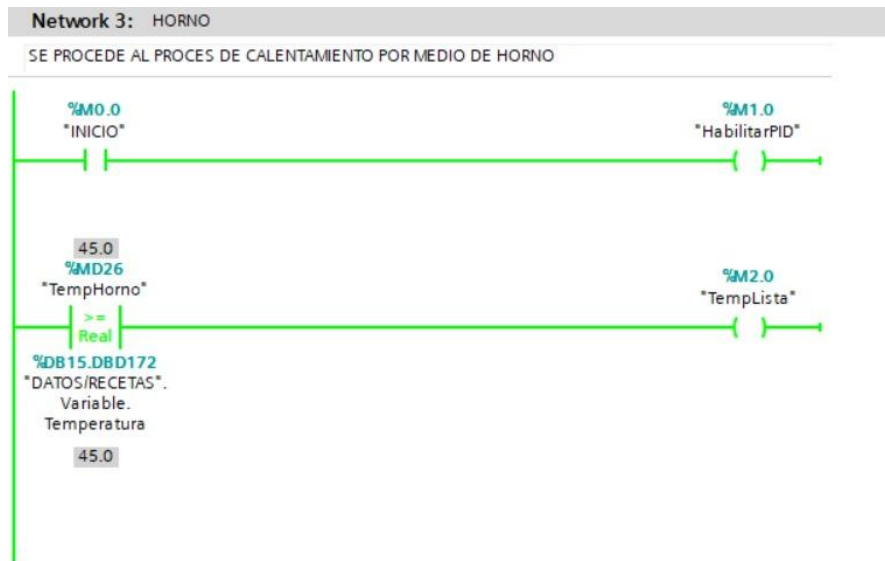 Network 3: HORNO
SE PROCEDE AL PROCES DE CALENTAMIENTO POR MEDIO DE HORNO
%M0.0
"INICIO"
%M1.0
"HabilitarPID"
45.0
%MD26
"TempHorno"
>=
Real
%DB15.DBD172
"DATOS/RECETAS".
Variable.
Temperatura
45.0
%M2.0
"TempLista"